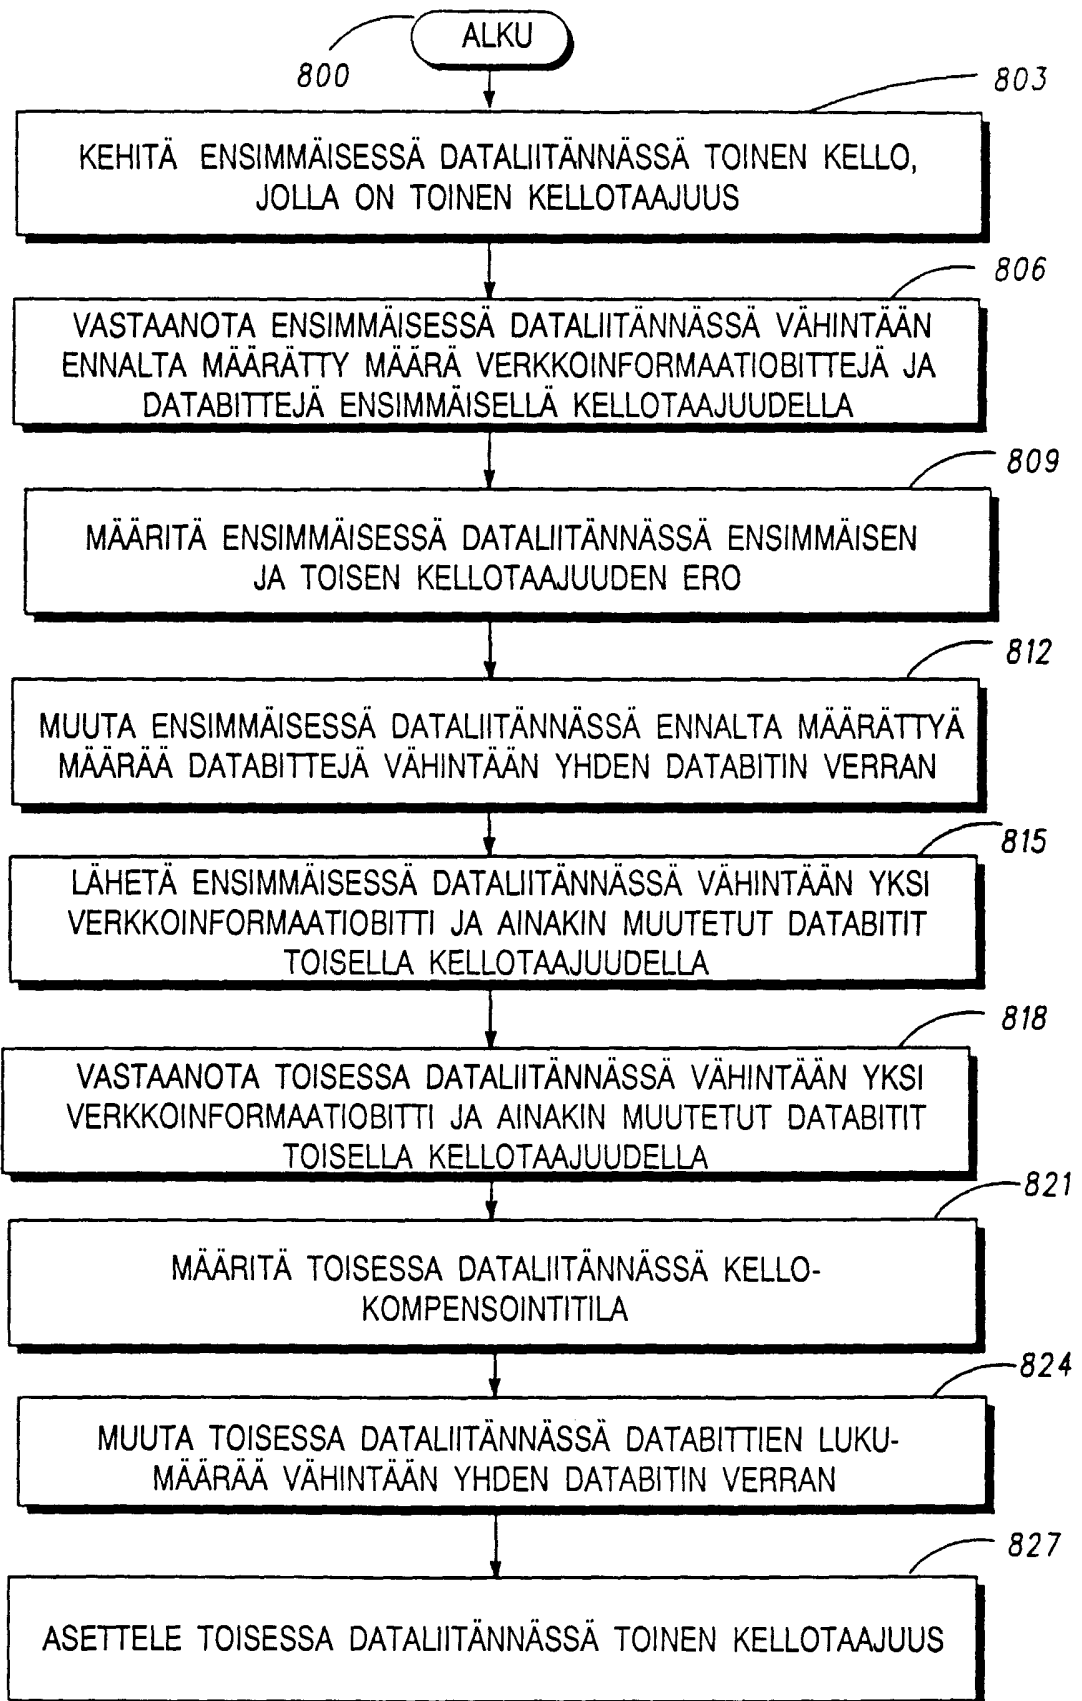 ALKU
800
803
KEHITÄ ENSIMMÄISESSÄ DATALIITÄNNÄSSÄ TOINEN KELLO,
JOLLA ON TOINEN KELLOTAAJUUS
806
VASTAANOTA ENSIMMÄISESSÄ DATALIITÄNNÄSSÄ VÄHINTÄÄN
ENNALTA MÄÄRÄTTY MÄÄRÄ VERKKOINFORMAATIOBITTEJÄ JA
DATABITTEJÄ ENSIMMÄISELLÄ KELLOTAAJUUDELLA
809
MÄÄRITÄ ENSIMMÄISESSÄ DATALIITÄNNÄSSÄ ENSIMMÄISEN
JA TOISEN KELLOTAAJUUDEN ERO
812
MUUTA ENSIMMÄISESSÄ DATALIITÄNNÄSSÄ ENNALTA MÄÄRÄTTYÄ
MÄÄRÄÄ DATABITTEJÄ VÄHINTÄÄN YHDEN DATABITIN VERRAN
815
LÄHETÄ ENSIMMÄISESSÄ DATALIITÄNNÄSSÄ VÄHINTÄÄN YKSI
VERKKOINFORMAATIOBITTI JA AINAKIN MUUTETUT DATABITIT
TOISELLA KELLOTAAJUUDELLA
818
VASTAANOTA TOISESSA DATALIITÄNNÄSSÄ VÄHINTÄÄN YKSI
VERKKOINFORMAATIOBITTI JA AINAKIN MUUTETUT DATABITIT
TOISELLA KELLOTAAJUUDELLA
821
MÄÄRITÄ TOISESSA DATALIITÄNNÄSSÄ KELLO-
KOMPENSOINTITILA
824
MUUTA TOISESSA DATALIITÄNNÄSSÄ DATABITTIEN LUKU-
MÄÄRÄÄ VÄHINTÄÄN YHDEN DATABITIN VERRAN
827
ASETTELE TOISESSA DATALIITÄNNÄSSÄ TOINEN KELLOTAAJUUS